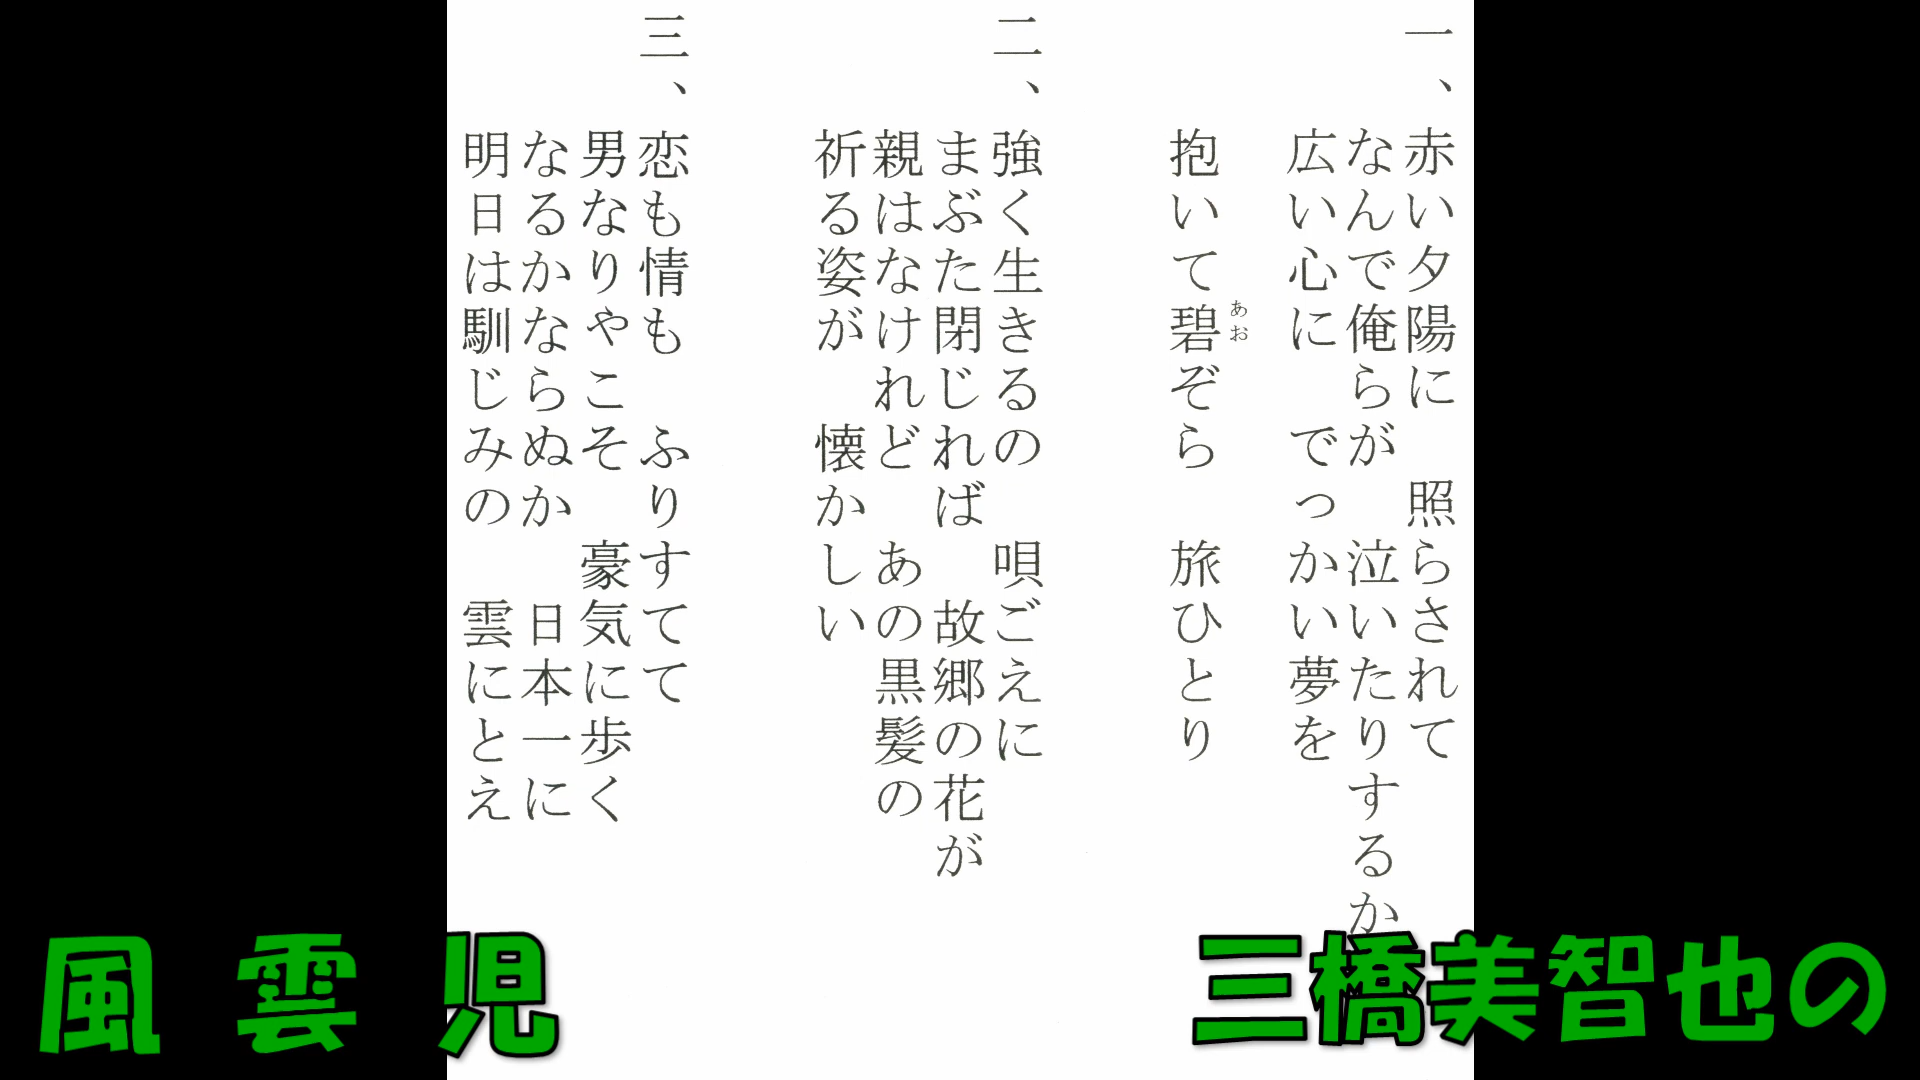 一、赤い夕陽に　照らされて
なんで俺らが　泣いたりするか
広い心に　でっかい夢を
抱いて碧ぞら　旅ひとり
あお
二、強く生きるの　唄ごえに
まぶた閉じれば　故郷の花が
親はなけれど　あの黒髪の
祈る姿が　懐かしい
三、恋も情も　ふりすてて
男なりゃこそ　豪気に歩く
なるかならぬか　日本一に
明日は馴じみの　雲にとえ
三橋美智也の
風雲児